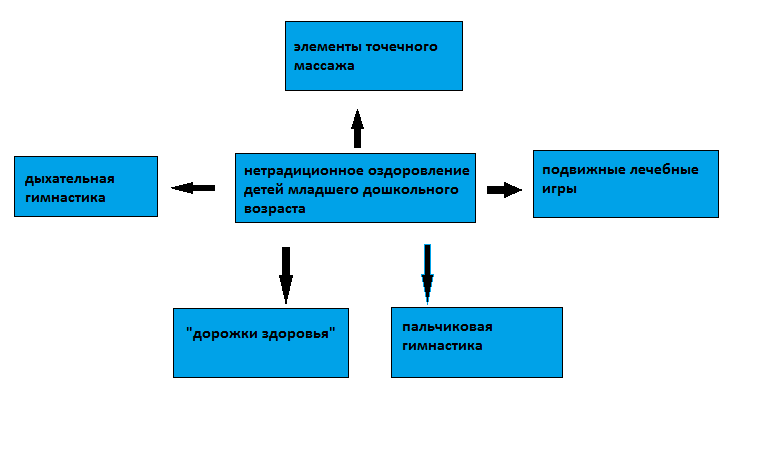 элементы точечного
массажа
дыхательная
гимнастика
нетрадиционное оздоровление
детей младшего дошкольного
возраста
подвижные лечебные
игры
"дорожки здоровья"
пальчиковая
гимнастика